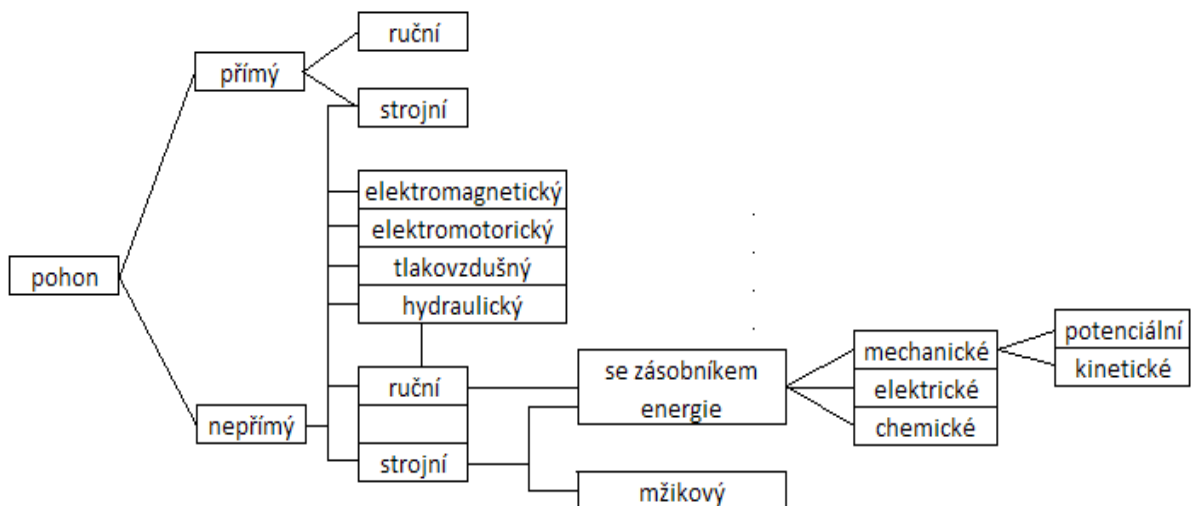 ruční
přímý
strojní
elektromagnetický
elektromotorický
tlakovzdušný
pohon
hydraulický
potenciální
mechanické
kinetické
se zásobníkem
energie
ruční
elektrické
nepřímý
chemické
strojní
mžikový